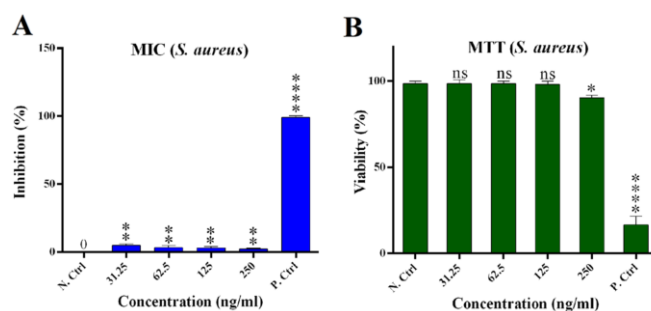 A
MIC (S. aureus)
Inhibition (%)
150
100
50
0
0
**
**
**
**
****
N. Ctrl
31.25
62.5
125
250
P. Ctrl
Concentration (ng/ml)
B
MTT (S. aureus)
Viability (%)
100
50
0
ns
ns
ns
*
****
N. Ctrl
31.25
62.5
125
250
P. Ctrl
Concentration (ng/ml)